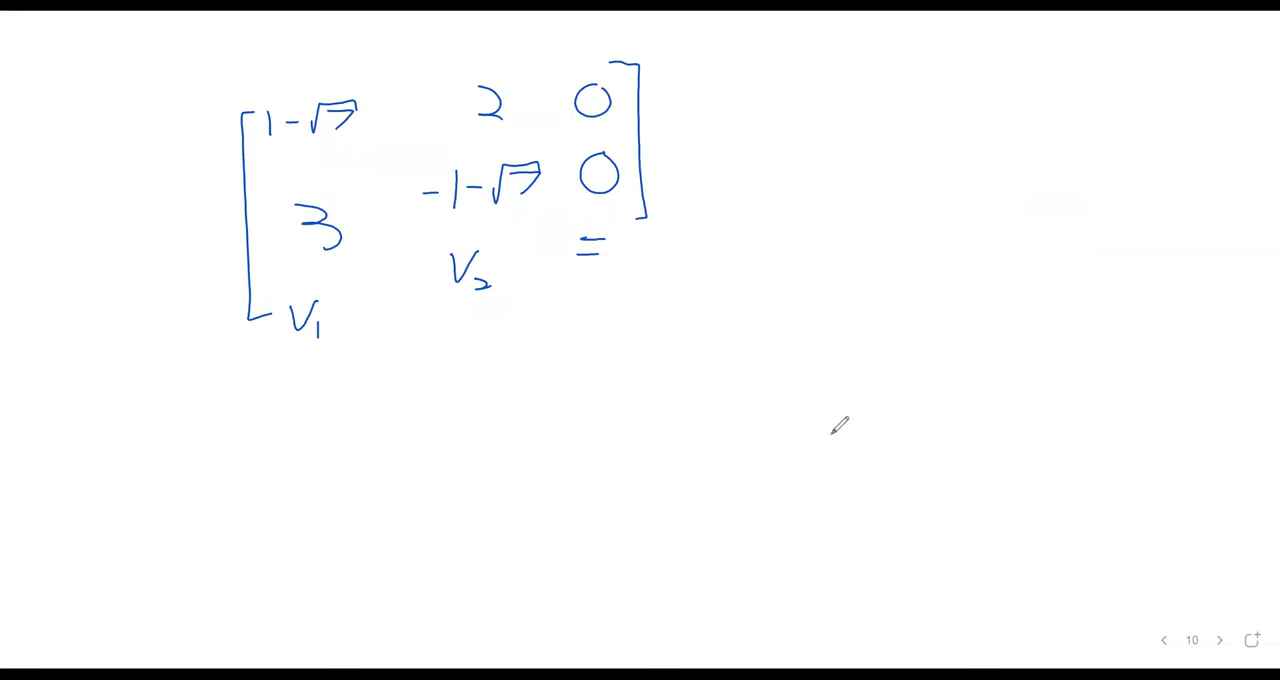 [ 1-√7 2 0 ]
3 -1-√7 0
V₁ V₂ =
10